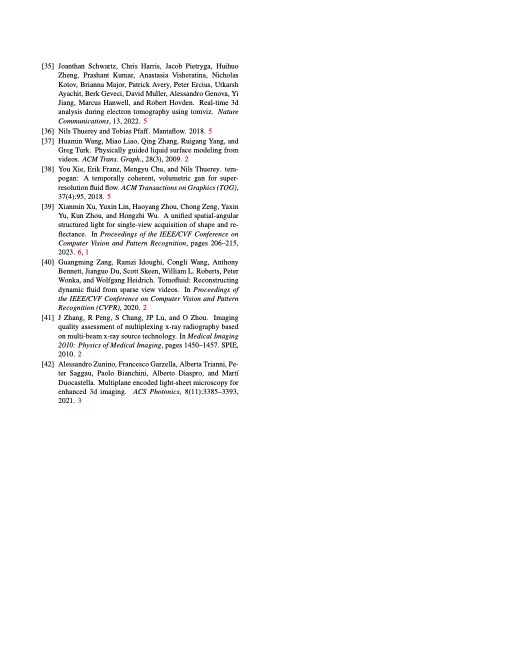 [35] Joanthan Schwartz, Chris Harris, Jacob Pietryga, Huihuo
Zheng, Prashant Kumar, Anastasia Visheratina, Nicholas
Kotov, Brianna Major, Patrick Avery, Peter Ercius, Utkarsh
Ayachit, Berk Geveci, David Muller, Alessandro Genova, Yi
Jiang, Marcus Hanwell, and Robert Hovden. Real-time 3d
analysis during electron tomography using tomviz. Nature
Communications, 13, 2022. 5
[36] Nils Thuerey and Tobias Pfaff. Mantaflow. 2018. 5
[37] Huamin Wang, Miao Liao, Qing Zhang, Ruigang Yang, and
Greg Turk. Physically guided liquid surface modeling from
videos. ACM Trans. Graph., 28(3), 2009. 2
[38] You Xie, Erik Franz, Mengyu Chu, and Nils Thuerey. tem-
pogan: A temporally coherent, volumetric gan for super-
resolution fluid flow. ACM Transactions on Graphics (TOG),
37(4):95, 2018. 5
[39] Xianmin Xu, Yuxin Lin, Haoyang Zhou, Chong Zeng, Yaxin
Yu, Kun Zhou, and Hongzhi Wu. A unified spatial-angular
structured light for single-view acquisition of shape and re-
flectance. In Proceedings of the IEEE/CVF Conference on
Computer Vision and Pattern Recognition, pages 206–215,
2023. 6, 1
[40] Guangming Zang, Ramzi Idoughi, Congli Wang, Anthony
Bennett, Jianguo Du, Scott Skeen, William L. Roberts, Peter
Wonka, and Wolfgang Heidrich. Tomofluid: Reconstructing
dynamic fluid from sparse view videos. In Proceedings of
the IEEE/CVF Conference on Computer Vision and Pattern
Recognition (CVPR), 2020. 2
[41] J Zhang, R Peng, S Chang, JP Lu, and O Zhou. Imaging
quality assessment of multiplexing x-ray radiography based
on multi-beam x-ray source technology. In Medical Imaging
2010: Physics of Medical Imaging, pages 1450–1457. SPIE,
2010. 2
[42] Alessandro Zunino, Francesco Garzella, Alberta Trianni, Pe-
ter Saggau, Paolo Bianchini, Alberto Diaspro, and Martí
Duocastella. Multiplane encoded light-sheet microscopy for
enhanced 3d imaging. ACS Photonics, 8(11):3385–3393,
2021. 3